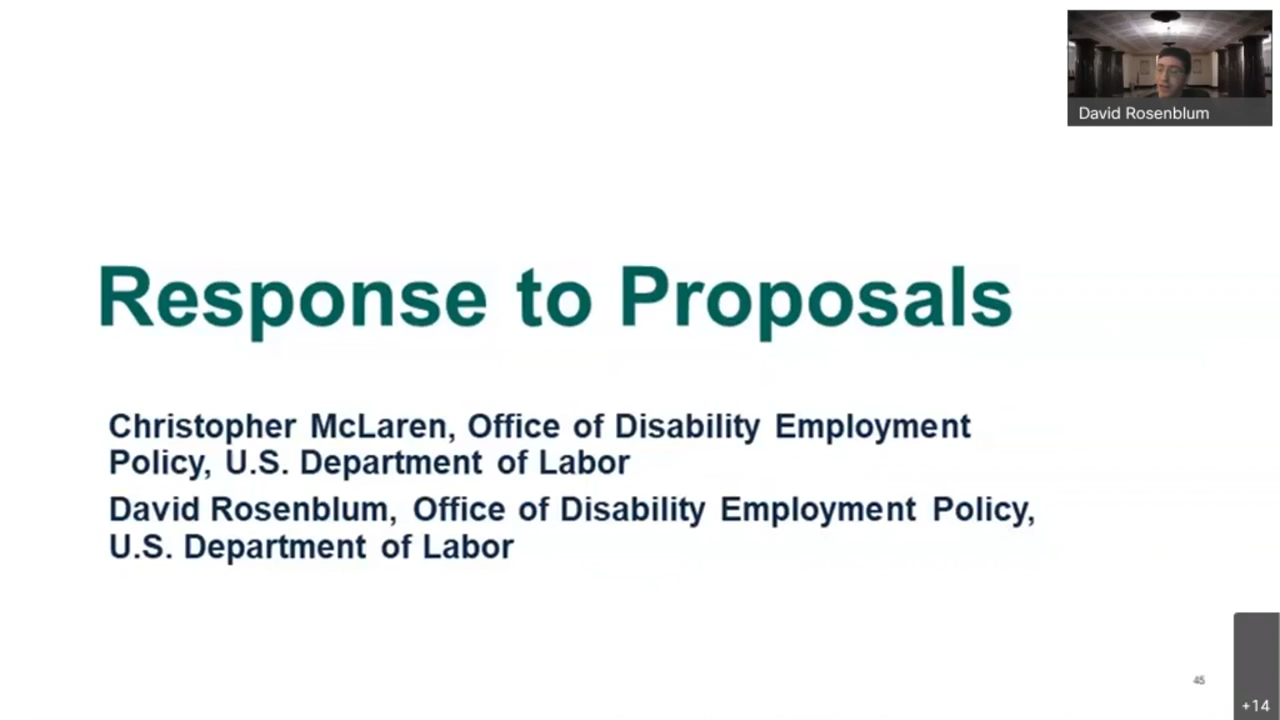 David Rosenblum
Response to Proposals
Christopher McLaren, Office of Disability Employment
Policy, U.S. Department of Labor
David Rosenblum, Office of Disability Employment Policy,
U.S. Department of Labor
45
+14